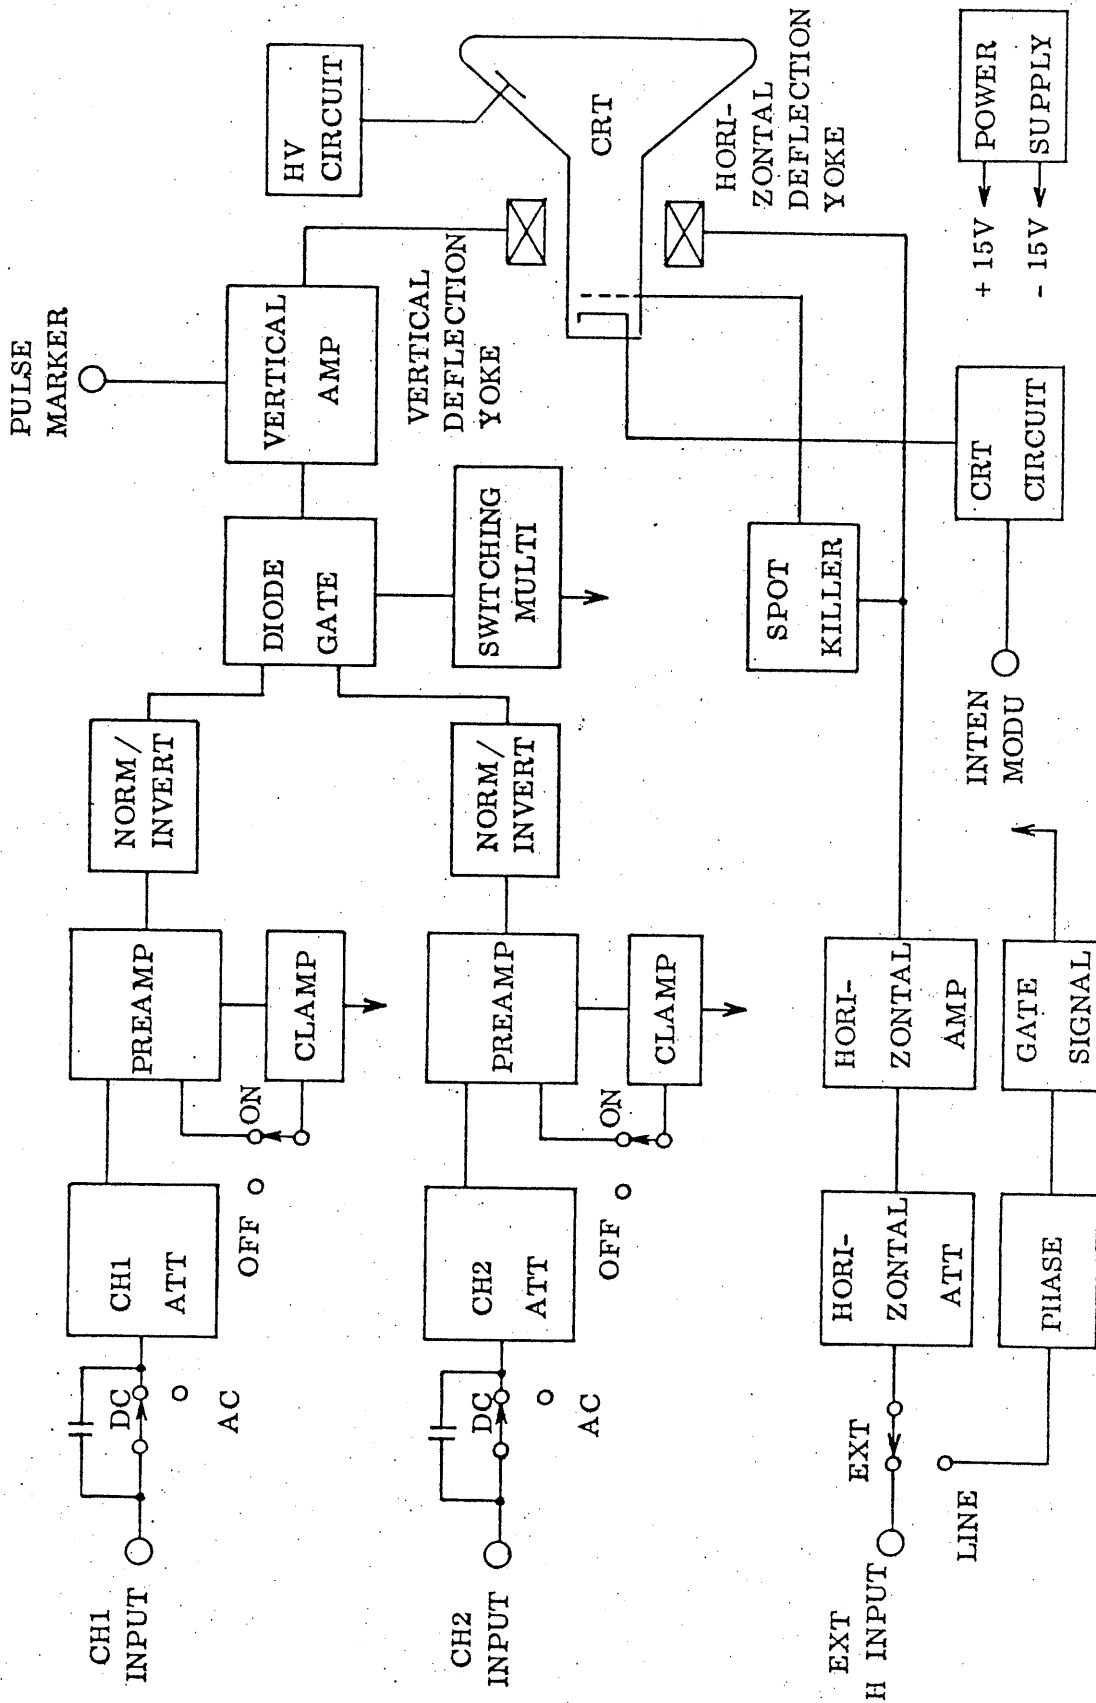 CH1
INPUT
DC
AC
CH1
ATT
OFF
ON
PREAMP
CLAMP
NORM/
INVERT
DIODE
GATE
SWITCHING
MULTI
PULSE
MARKER
VERTICAL
AMP
VERTICAL
DEFLECTION
YOKE
HV
CIRCUIT
CRT
HORI-
ZONTAL
DEFLECTION
YOKE
CH2
INPUT
DC
AC
CH2
ATT
OFF
ON
PREAMP
CLAMP
NORM/
INVERT
SPOT
KILLER
EXT
H INPUT
EXT
LINE
HORI-
ZONTAL
ATT
HORI-
ZONTAL
AMP
PHASE
GATE
SIGNAL
INTEN
MODU
CRT
CIRCUIT
+ 15V
- 15V
POWER
SUPPLY